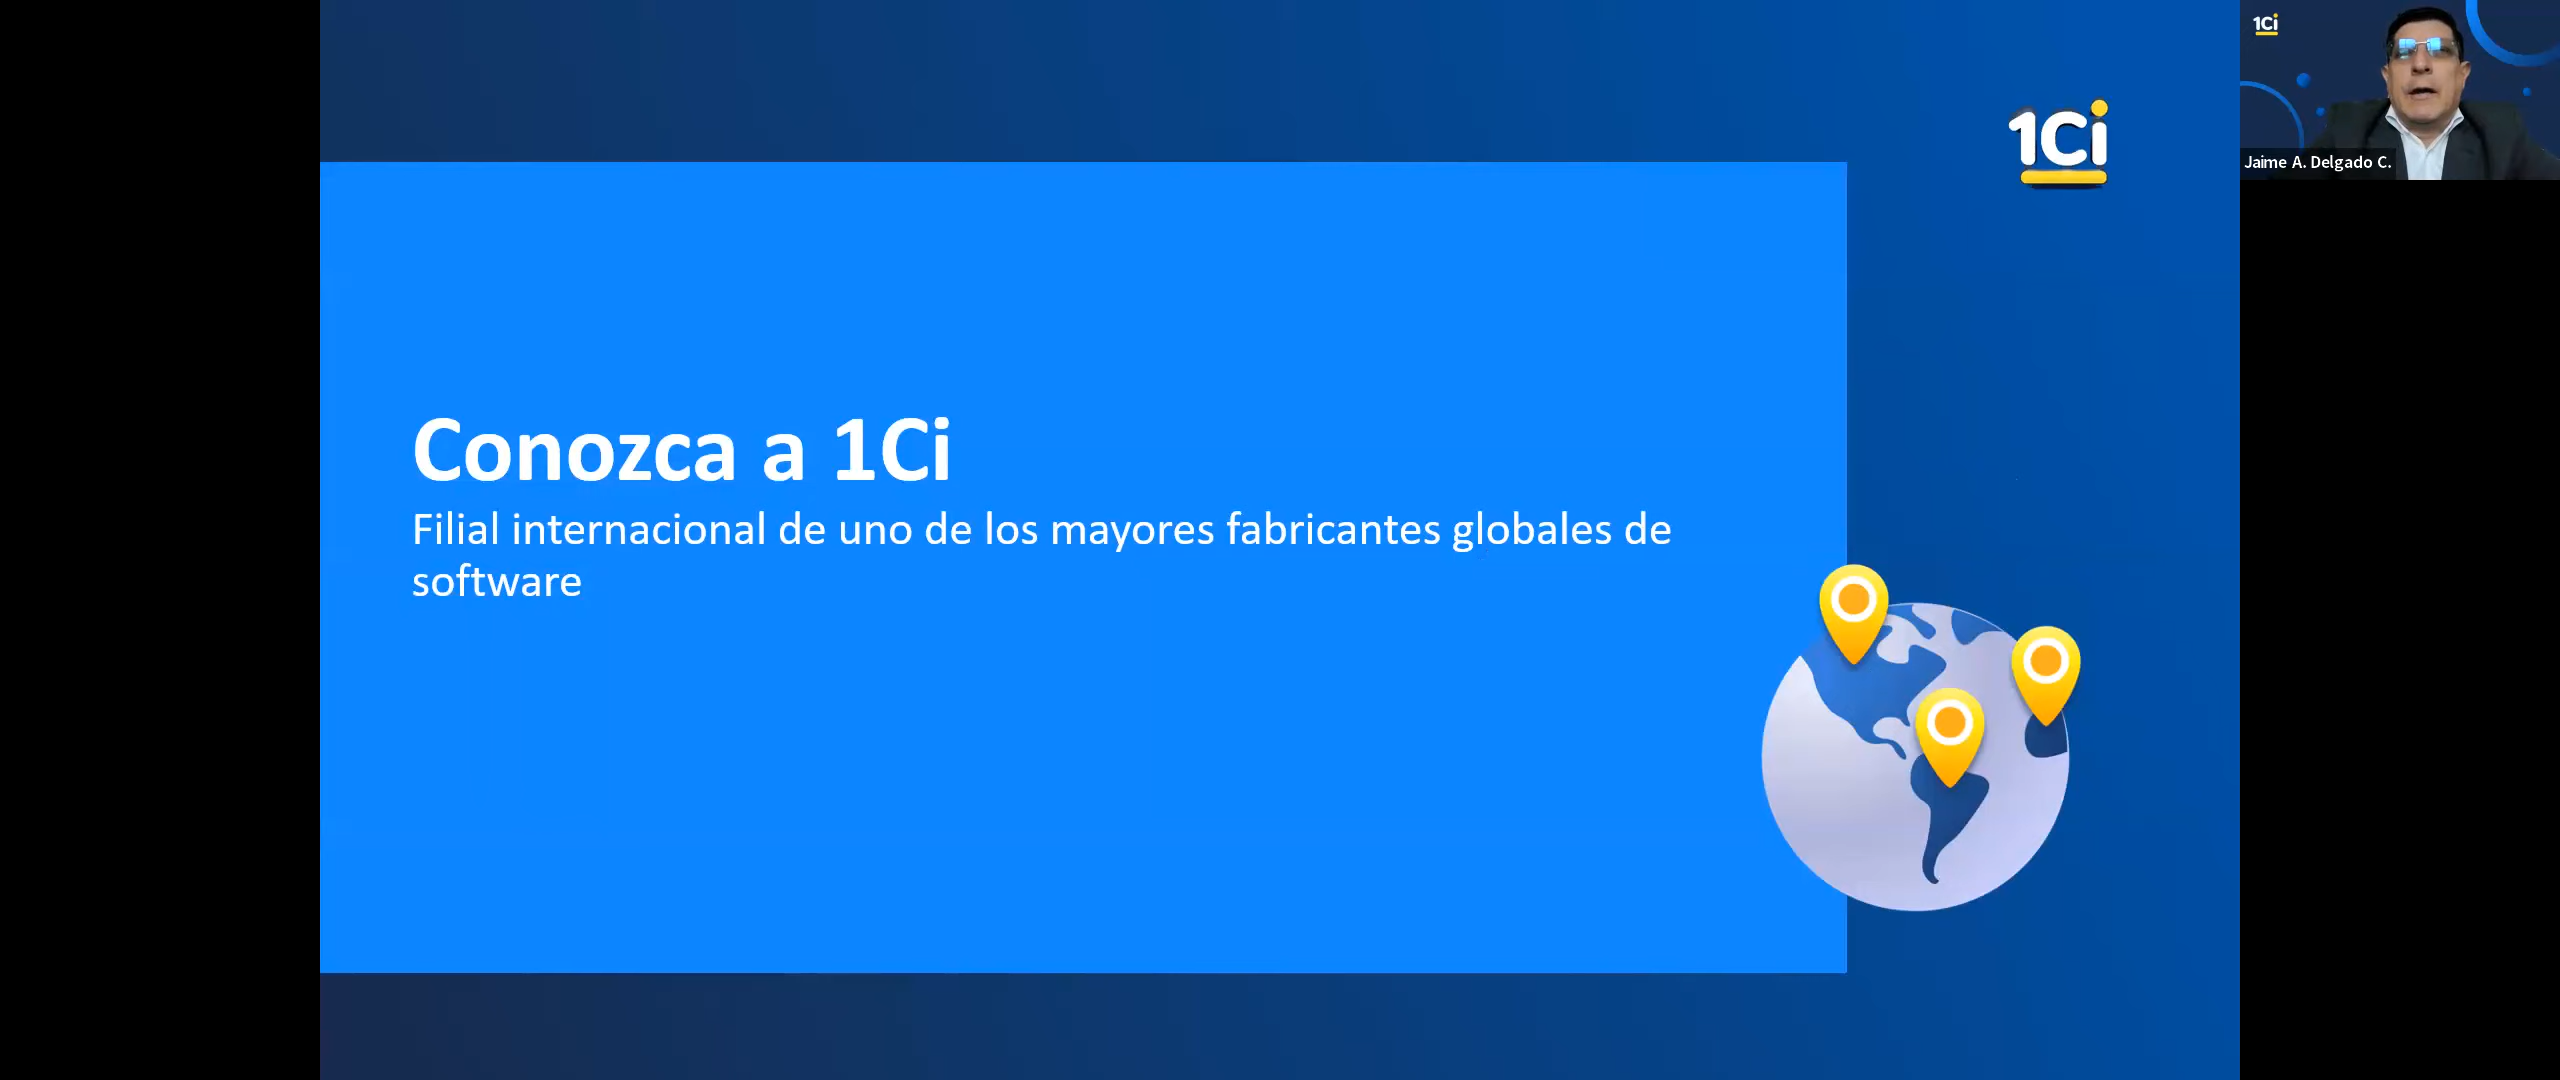 1Ci
1Ci
Jaime A. Delgado C.
Conozca a 1Ci
Filial internacional de uno de los mayores fabricantes globales de
software